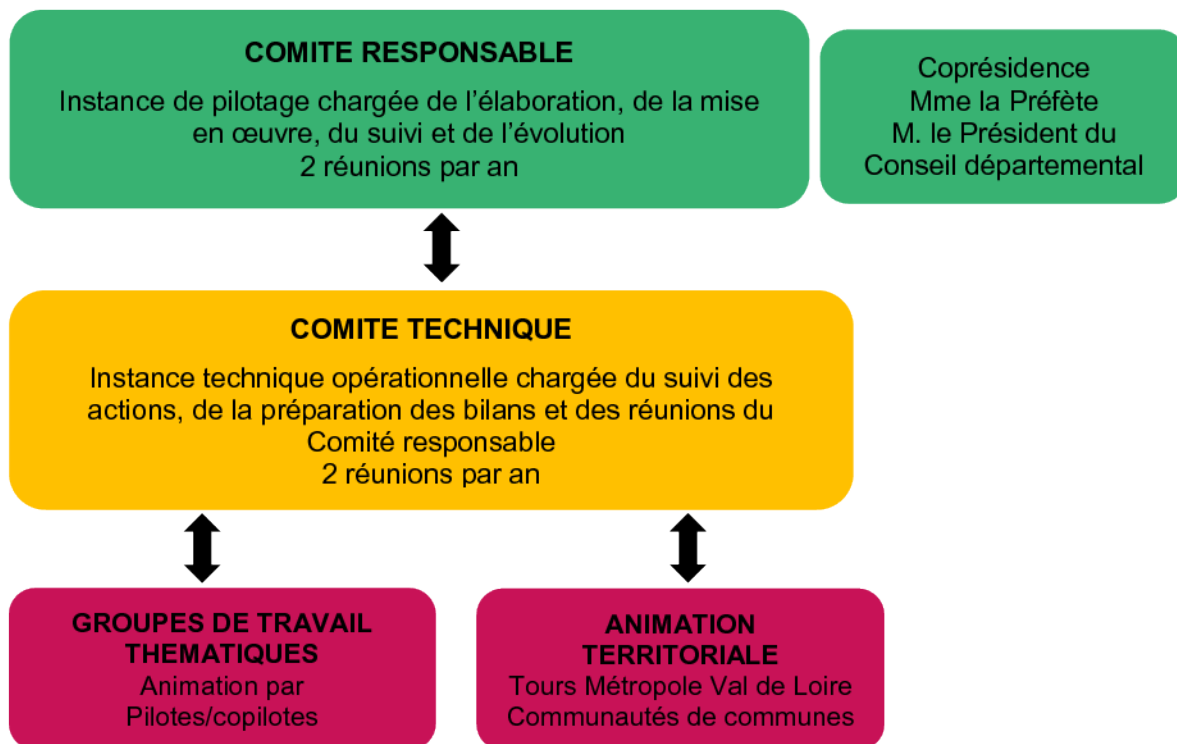 COMITE RESPONSABLE
Instance de pilotage chargée de l'élaboration, de la mise
en œuvre, du suivi et de l'évolution
2 réunions par an
Coprésidence
Mme la Préfète
M. le Président du
Conseil départemental
COMITE TECHNIQUE
Instance technique opérationnelle chargée du suivi des
actions, de la préparation des bilans et des réunions du
Comité responsable
2 réunions par an
GROUPES DE TRAVAIL
THEMATIQUES
Animation par
Pilotes/copilotes
ANIMATION
TERRITORIALE
Tours Métropole Val de Loire
Communautés de communes